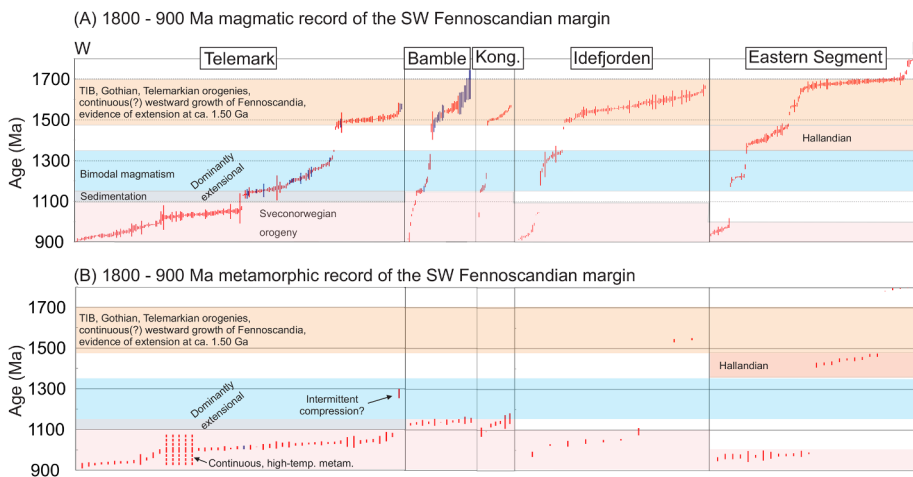 (A) 1800 - 900 Ma magmatic record of the SW Fennoscandian margin
W
Telemark
Bamble
Kong.
Idefjorden
Eastern Segment
Age (Ma)
1700
1500
1300
1100
900
TIB, Gothian, Telemarkian orogenies,
continuous(?) westward growth of Fennoscandia,
evidence of extension at ca. 1.50 Ga
Hallandian
Bimodal magmatism
Dominantly
extensional
Sedimentation
Sveconorwegian
orogeny
(B) 1800 - 900 Ma metamorphic record of the SW Fennoscandian margin
Age (Ma)
1700
1500
1300
1100
900
TIB, Gothian, Telemarkian orogenies,
continuous(?) westward growth of Fennoscandia,
evidence of extension at ca. 1.50 Ga
Hallandian
Dominantly
extensional
Intermittent
compression?
Continuous, high-temp. metam.